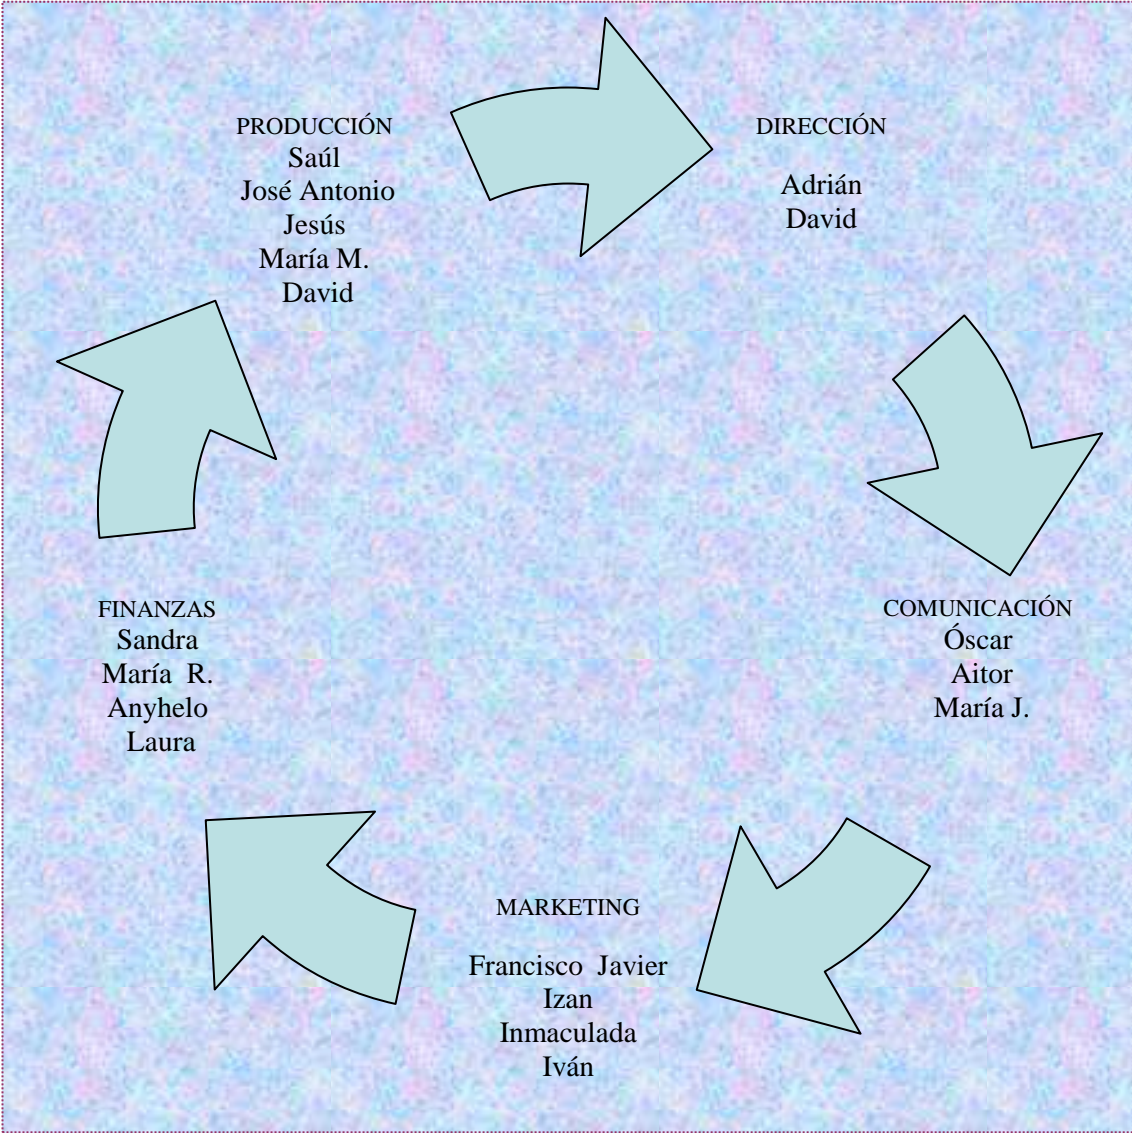 PRODUCCIÓN
Saúl
José Antonio
Jesús
María M.
David
DIRECCIÓN
Adrián
David
FINANZAS
Sandra
María R.
Anyhelo
Laura
COMUNICACIÓN
Óscar
Aitor
María J.
MARKETING
Francisco Javier
Izan
Inmaculada
Iván